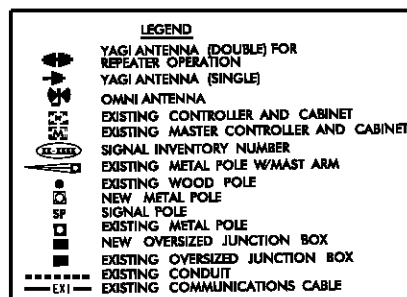 LEGEND
YAGI ANTENNA (DOUBLE) FOR
REPEATER OPERATION
YAGI ANTENNA (SINGLE)
OMNI ANTENNA
EXISTING CONTROLLER AND CABINET
EXISTING MASTER CONTROLLER AND CABINET
XX-XXXX SIGNAL INVENTORY NUMBER
EXISTING METAL POLE W/MAST ARM
EXISTING WOOD POLE
NEW METAL POLE
SP SIGNAL POLE
EXISTING METAL POLE
NEW OVERSIZED JUNCTION BOX
EXISTING OVERSIZED JUNCTION BOX
EXISTING CONDUIT
EXI EXISTING COMMUNICATIONS CABLE